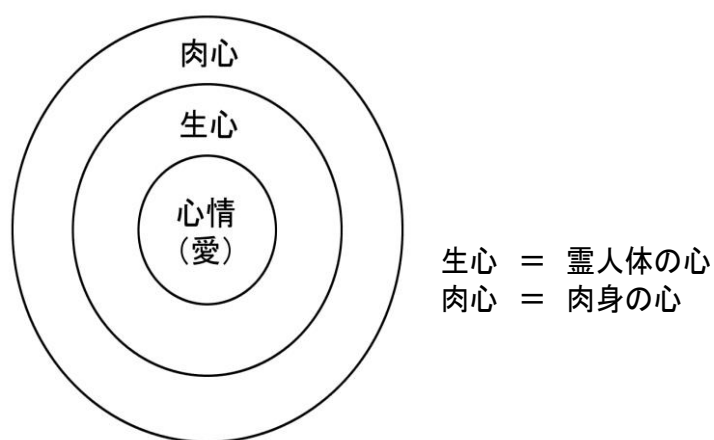 肉心
生心
心情
(愛)
生心 = 霊人体の心
肉心 = 肉身の心